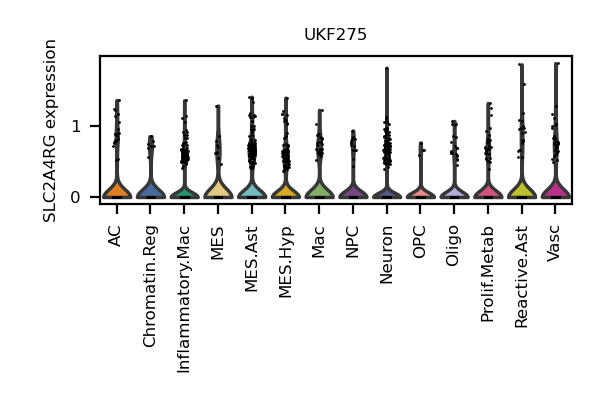 UKF275
SLC2A4RG expression
1
0
AC
Chromatin.Reg
Inflammatory.Mac
MES
MES.Ast
MES.Hyp
Mac
NPC
Neuron
OPC
Oligo
Prolif.Metab
Reactive.Ast
Vasc